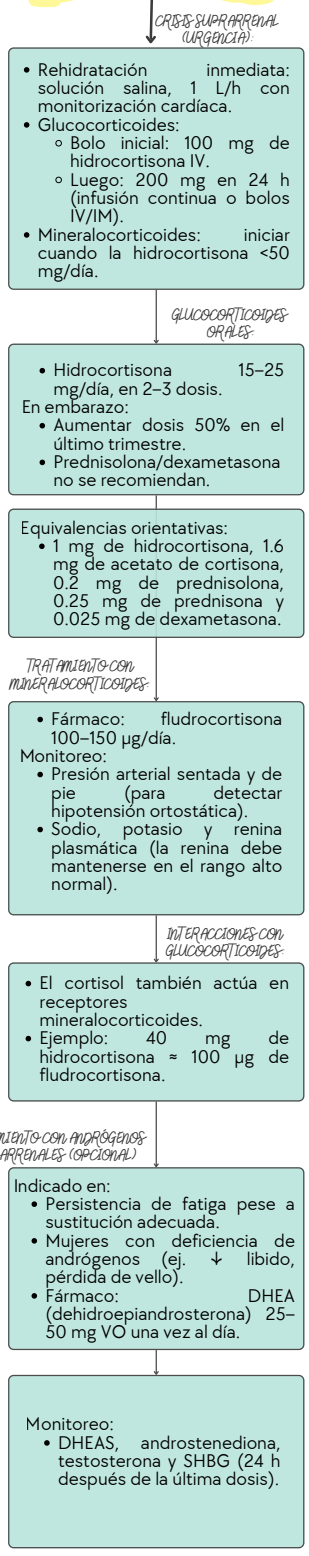 CRISIS SUPRARRENAL
(URGENCIA):
• Rehidratación inmediata:
solución salina, 1 L/h con
monitorización cardíaca.
• Glucocorticoides:
◦ Bolo inicial: 100 mg de
hidrocortisona IV.
◦ Luego: 200 mg en 24 h
(infusión continua o bolos
IV/IM).
• Mineralocorticoides: iniciar
cuando la hidrocortisona <50
mg/día.
GLUCOCORTICOIDES
ORALES:
• Hidrocortisona 15–25
mg/día, en 2–3 dosis.
En embarazo:
• Aumentar dosis 50% en el
último trimestre.
• Prednisolona/dexametasona
no se recomiendan.
Equivalencias orientativas:
• 1 mg de hidrocortisona, 1.6
mg de acetato de cortisona,
0.2 mg de prednisolona,
0.25 mg de prednisona y
0.025 mg de dexametasona.
TRATAMIENTO CON
MINERALOCORTICOIDES:
• Fármaco: fludrocortisona
100–150 µg/día.
Monitoreo:
• Presión arterial sentada y de
pie (para detectar
hipotensión ortostática).
• Sodio, potasio y renina
plasmática (la renina debe
mantenerse en el rango alto
normal).
INTERACCIONES CON
GLUCOCORTICOIDES:
• El cortisol también actúa en
receptores
mineralocorticoides.
• Ejemplo: 40 mg de
hidrocortisona ≈ 100 µg de
fludrocortisona.
MIENTO CON ANDRÓGENOS
ARRENALES (OPCIONAL)
Indicado en:
• Persistencia de fatiga pese a
sustitución adecuada.
• Mujeres con deficiencia de
andrógenos (ej. ↓ libido,
pérdida de vello).
• Fármaco: DHEA
(dehidroepiandrosterona) 25–
50 mg VO una vez al día.
Monitoreo:
• DHEAS, androstenediona,
testosterona y SHBG (24 h
después de la última dosis).